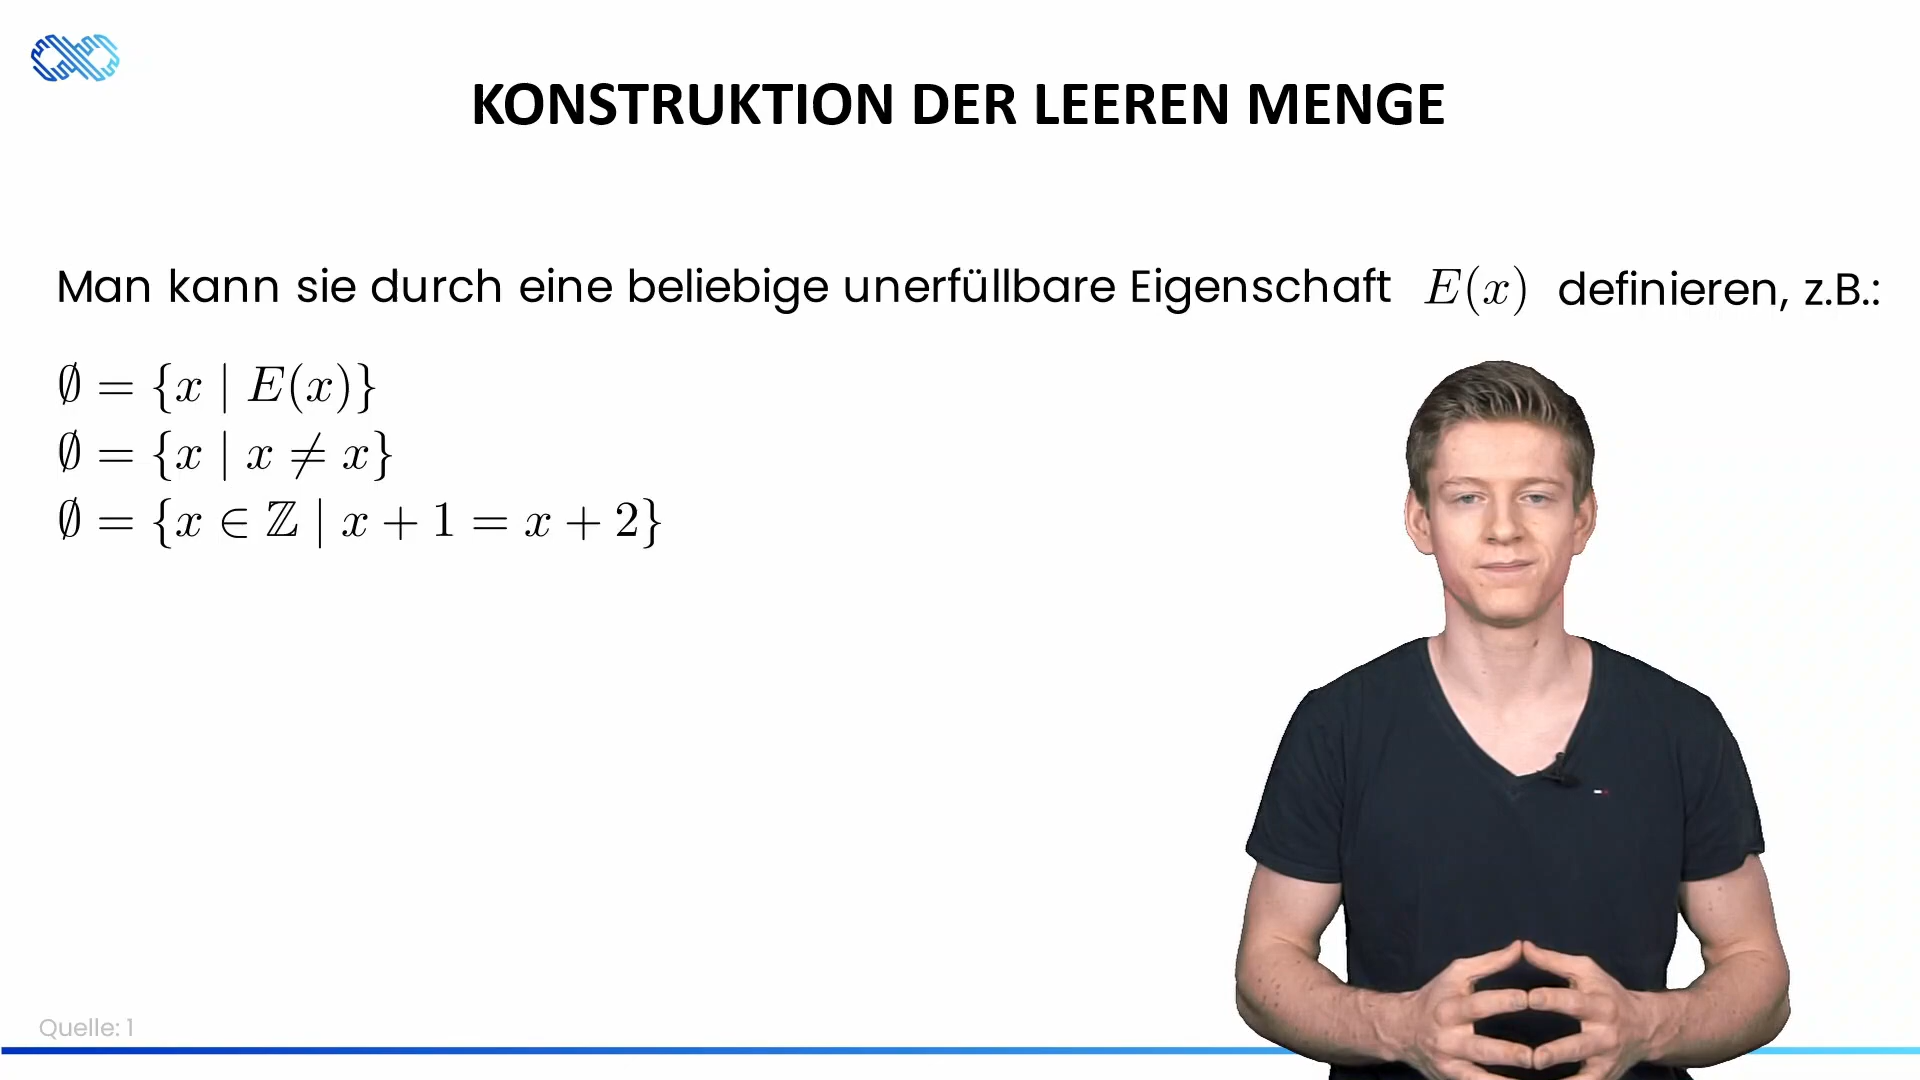 KONSTRUKTION DER LEEREN MENGE
Man kann sie durch eine beliebige unerfüllbare Eigenschaft E(x) definieren, z.B.:
∅ = {x | E(x)}
∅ = {x | x ≠ x}
∅ = {x ∈ ℤ | x + 1 = x + 2}
Quelle: 1